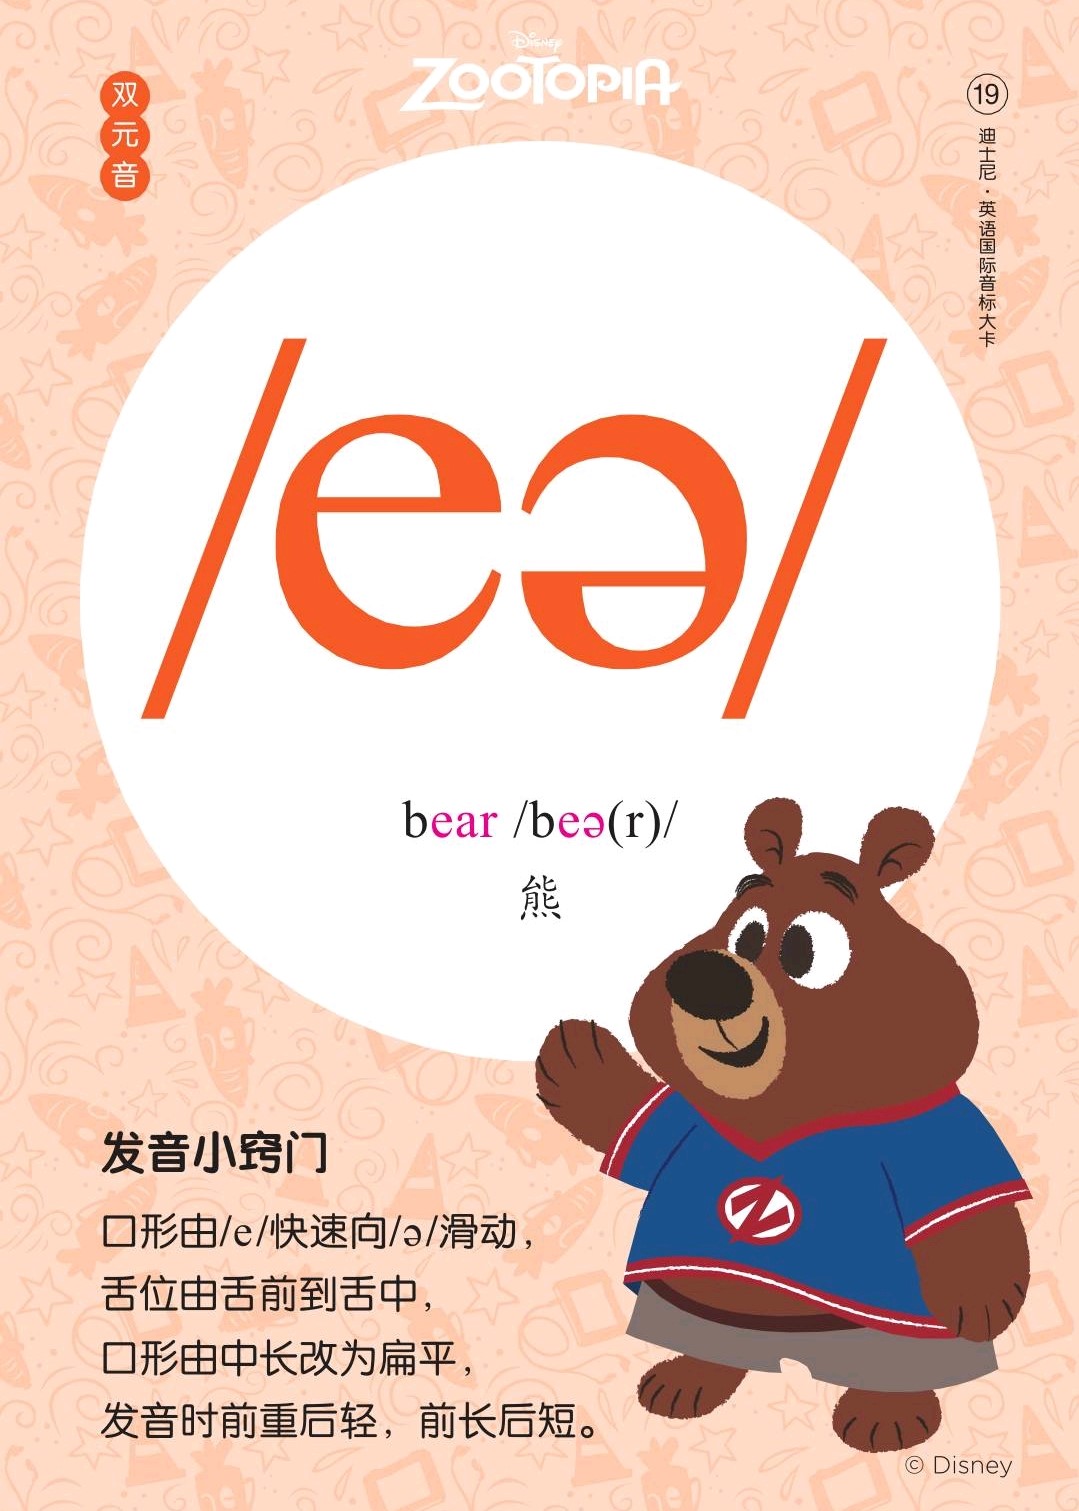 Disney
ZOOTOPIA
双元音
19
迪士尼·英语国际音标大卡
/eə/
bear /beə(r)/
熊
发音小窍门
口形由/e/快速向/ə/滑动，
舌位由舌前到舌中，
口形由中长改为扁平，
发音时前重后轻，前长后短。
© Disney